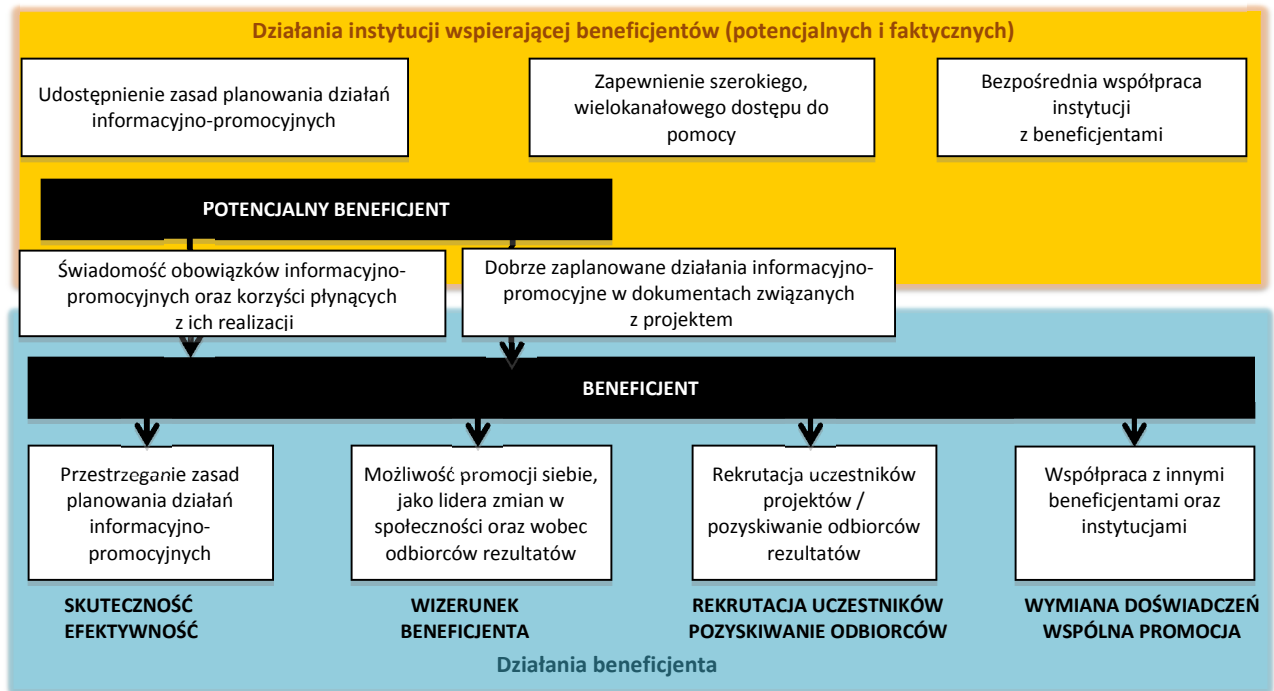 Działania instytucji wspierającej beneficjentów (potencjalnych i faktycznych)
Udostępnienie zasad planowania działań
informacyjno-promocyjnych
Zapewnienie szerokiego,
wielokanałowego dostępu do
pomocy
Bezpośrednia współpraca
instytucji
z beneficjentami
POTENCJALNY BENEFICJENT
Świadomość obowiązków informacyjno-
promocyjnych oraz korzyści płynących
z ich realizacji
Dobrze zaplanowane działania informacyjno-
promocyjne w dokumentach związanych
z projektem
BENEFICJENT
Przestrzeganie zasad
planowania działań
informacyjno-
promocyjnych
Możliwość promocji siebie,
jako lidera zmian w
społeczności oraz wobec
odbiorców rezultatów
Rekrutacja uczestników
projektów /
pozyskiwanie odbiorców
rezultatów
Współpraca z innymi
beneficjentami oraz
instytucjami
SKUTECZNOŚĆ
EFEKTYWNOŚĆ
WIZERUNEK
BENEFICJENTA
REKRUTACJA UCZESTNIKÓW
POZYSKIWANIE ODBIORCÓW
WYMIANA DOŚWIADCZEŃ
WSPÓLNA PROMOCJA
Działania beneficjenta